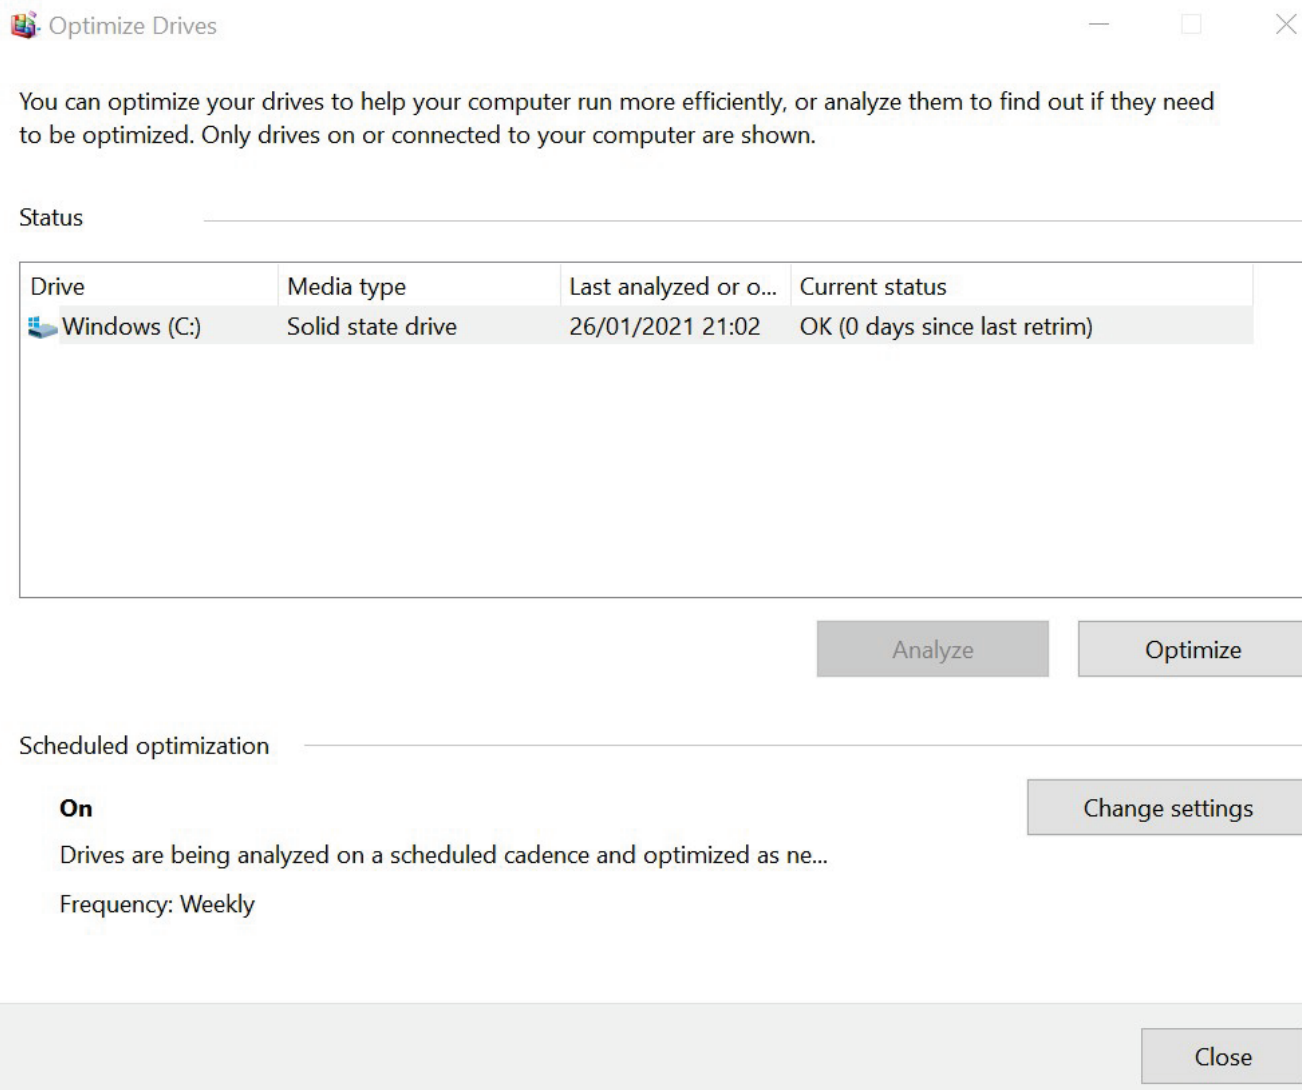 Optimize Drives
You can optimize your drives to help your computer run more efficiently, or analyze them to find out if they need
to be optimized. Only drives on or connected to your computer are shown.
Status
Drive Media type Last analyzed or o... Current status
Windows (C:) Solid state drive 26/01/2021 21:02 OK (0 days since last retrim)
Analyze Optimize
Scheduled optimization
On
Change settings
Drives are being analyzed on a scheduled cadence and optimized as ne...
Frequency: Weekly
Close